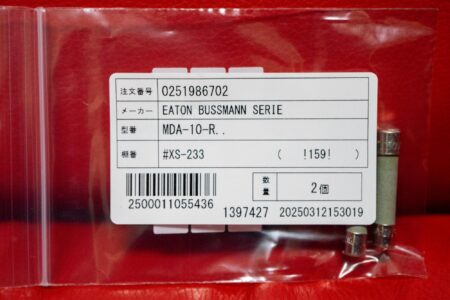 注文番号 0251986702
メーカー EATON BUSSMANN SERIE
型番 MDA-10-R..
棚番 #XS-233 ( !159! )
数量 2個
2500011055436
1397427 20250312153019